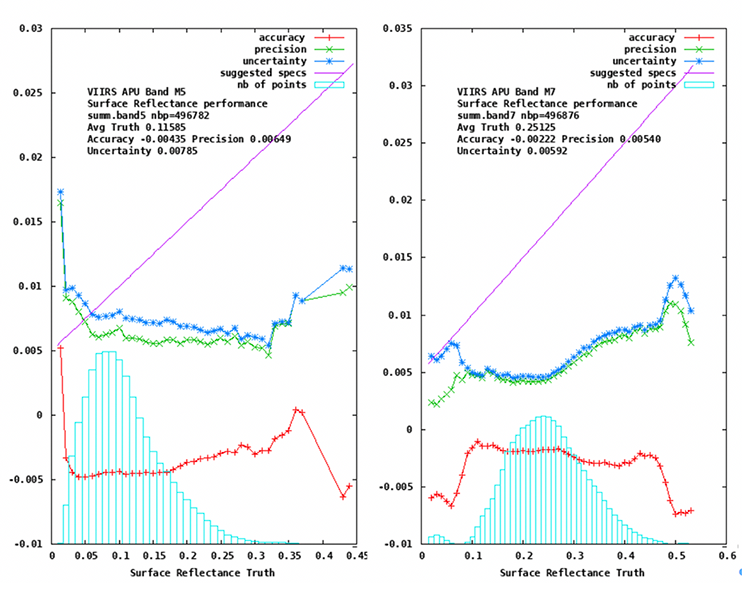 0.03
0.025
0.02
0.015
0.01
0.005
0
-0.005
-0.01
0
0.05
0.1
0.15
0.2
0.25
0.3
0.35
0.4
0.45
accuracy
precision
uncertainty
suggested specs
nb of points
VIIRS APU Band M5
Surface Reflectance performance
summ.band5 nbp=496782
Avg Truth 0.11585
Accuracy -0.00435 Precision 0.00649
Uncertainty 0.00785
Surface Reflectance Truth
0.035
0.03
0.025
0.02
0.015
0.01
0.005
0
-0.005
-0.01
0
0.1
0.2
0.3
0.4
0.5
0.6
accuracy
precision
uncertainty
suggested specs
nb of points
VIIRS APU Band M7
Surface Reflectance performance
summ.band7 nbp=496876
Avg Truth 0.25125
Accuracy -0.00222 Precision 0.00540
Uncertainty 0.00592
Surface Reflectance Truth